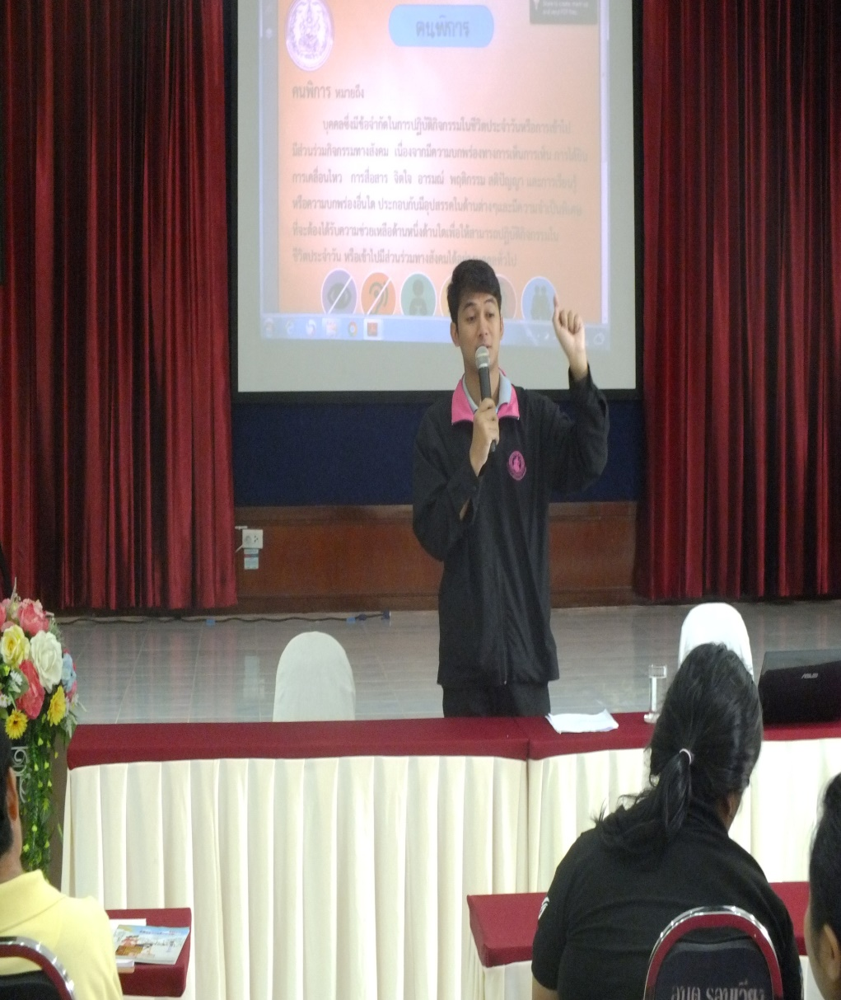 คนพิการ
คนพิการ หมายถึง
บุคคลซึ่งมีข้อจำกัดในการปฏิบัติกิจกรรมในชีวิตประจำวันหรือการเข้าไป
มีส่วนร่วมกิจกรรมทางสังคม เนื่องจากมีความบกพร่องทางการเห็นการเห็น การได้ยิน
การเคลื่อนไหว การสื่อสาร จิตใจ อารมณ์ พฤติกรรม สติปัญญา และการเรียนรู้
หรือความบกพร่องอื่นใด ประกอบกับมีอุปสรรคในด้านต่างๆและมีความจำเป็นพิเศษ
ที่จะต้องได้รับความช่วยเหลือด้านหนึ่งด้านใดเพื่อให้สามารถปฏิบัติกิจกรรมใน
ชีวิตประจำวัน หรือเข้าไปมีส่วนร่วมทางสังคมได้อย่างบุคคลทั่วไป
ASUS